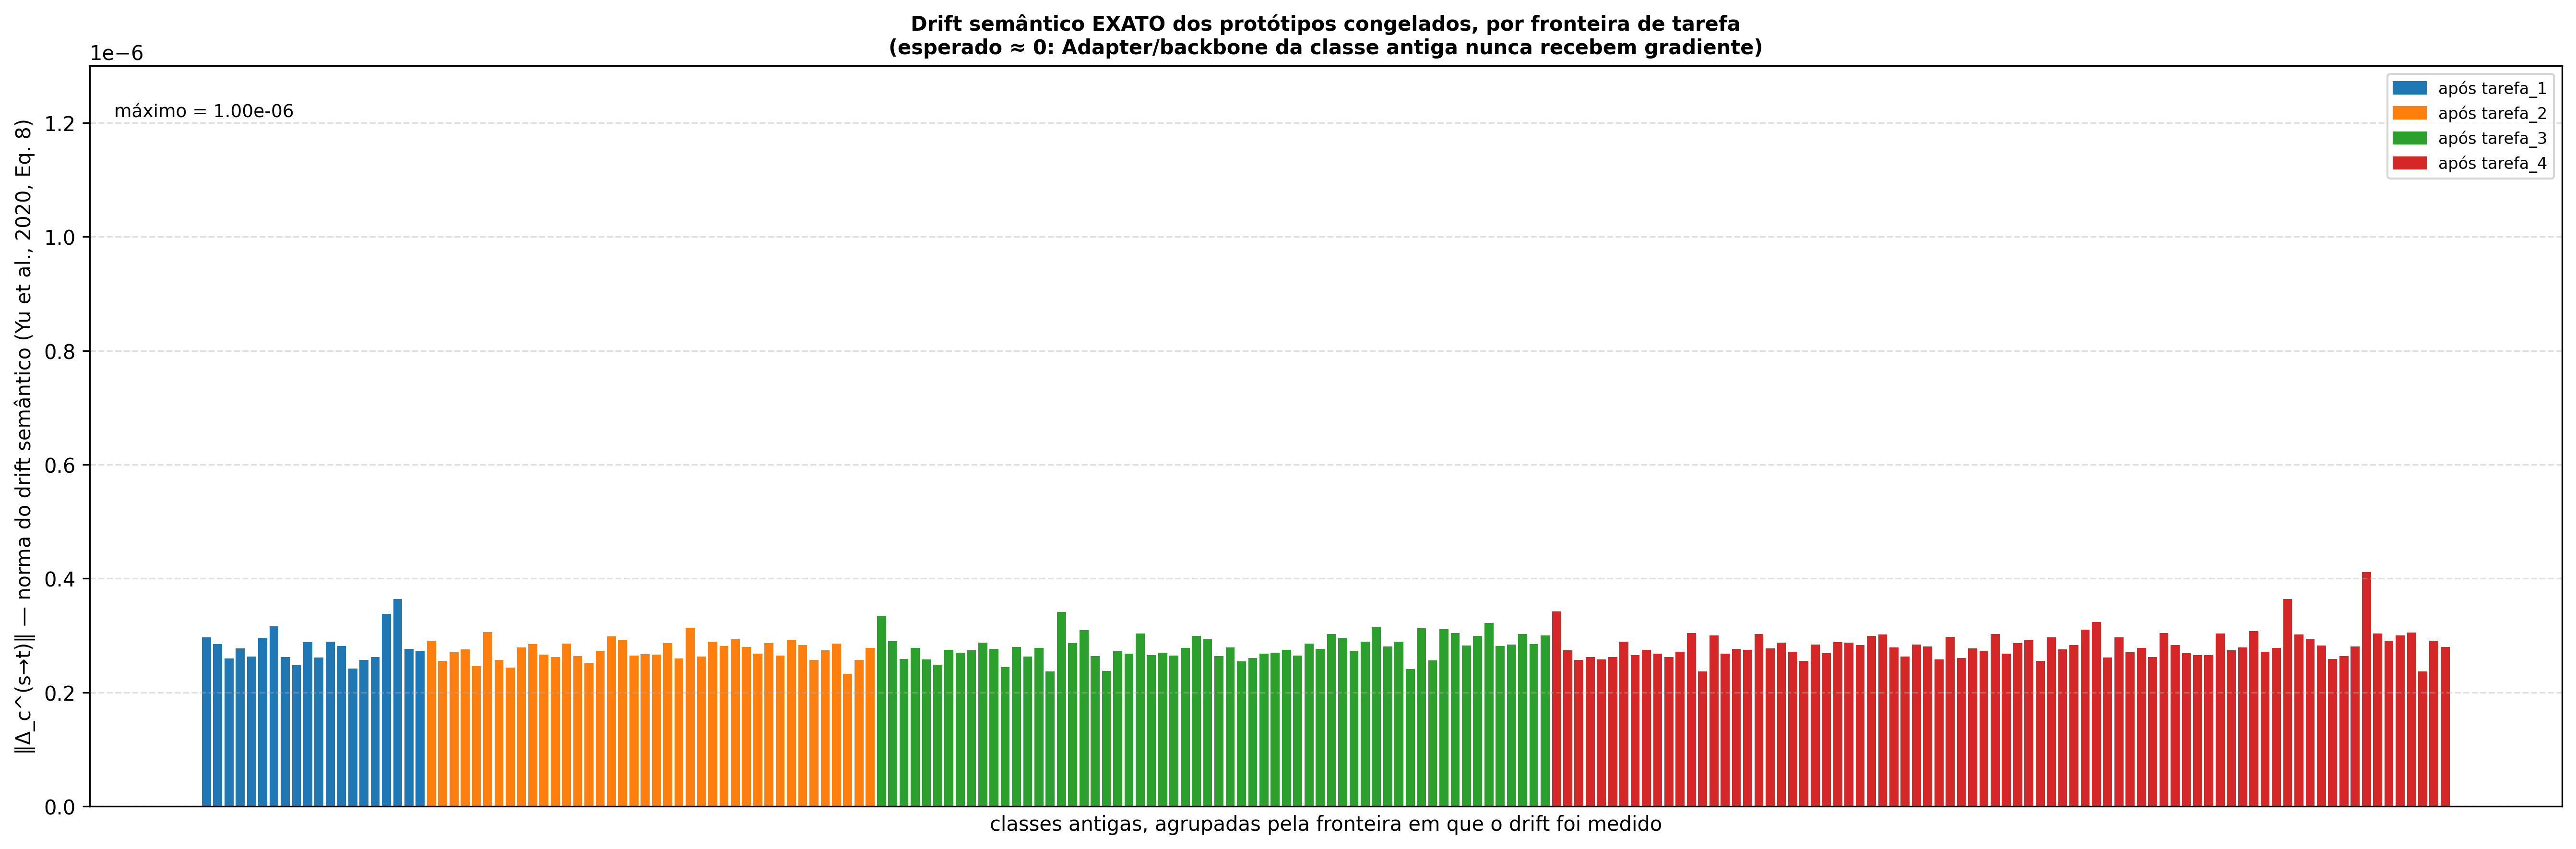 Drift semântico EXATO dos protótipos congelados, por fronteira de tarefa
(esperado ≈ 0: Adapter/backbone da classe antiga nunca recebem gradiente)
1e−6
máximo = 1.00e-06
após tarefa_1
após tarefa_2
após tarefa_3
após tarefa_4
‖Δ_c^(s→t)‖ — norma do drift semântico (Yu et al., 2020, Eq. 8)
1.2
1.0
0.8
0.6
0.4
0.2
0.0
classes antigas, agrupadas pela fronteira em que o drift foi medido